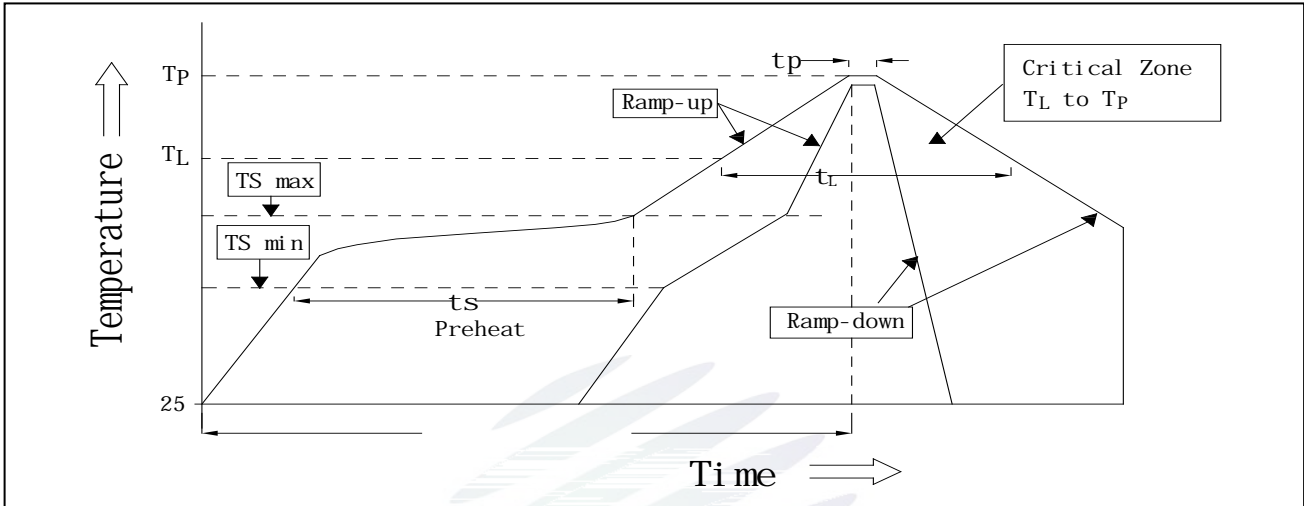 tp
Critical Zone
TL to TP
TP
Ramp-up
TL
TS max
tL
TS min
ts
Preheat
Ramp-down
Temperature
25
Time